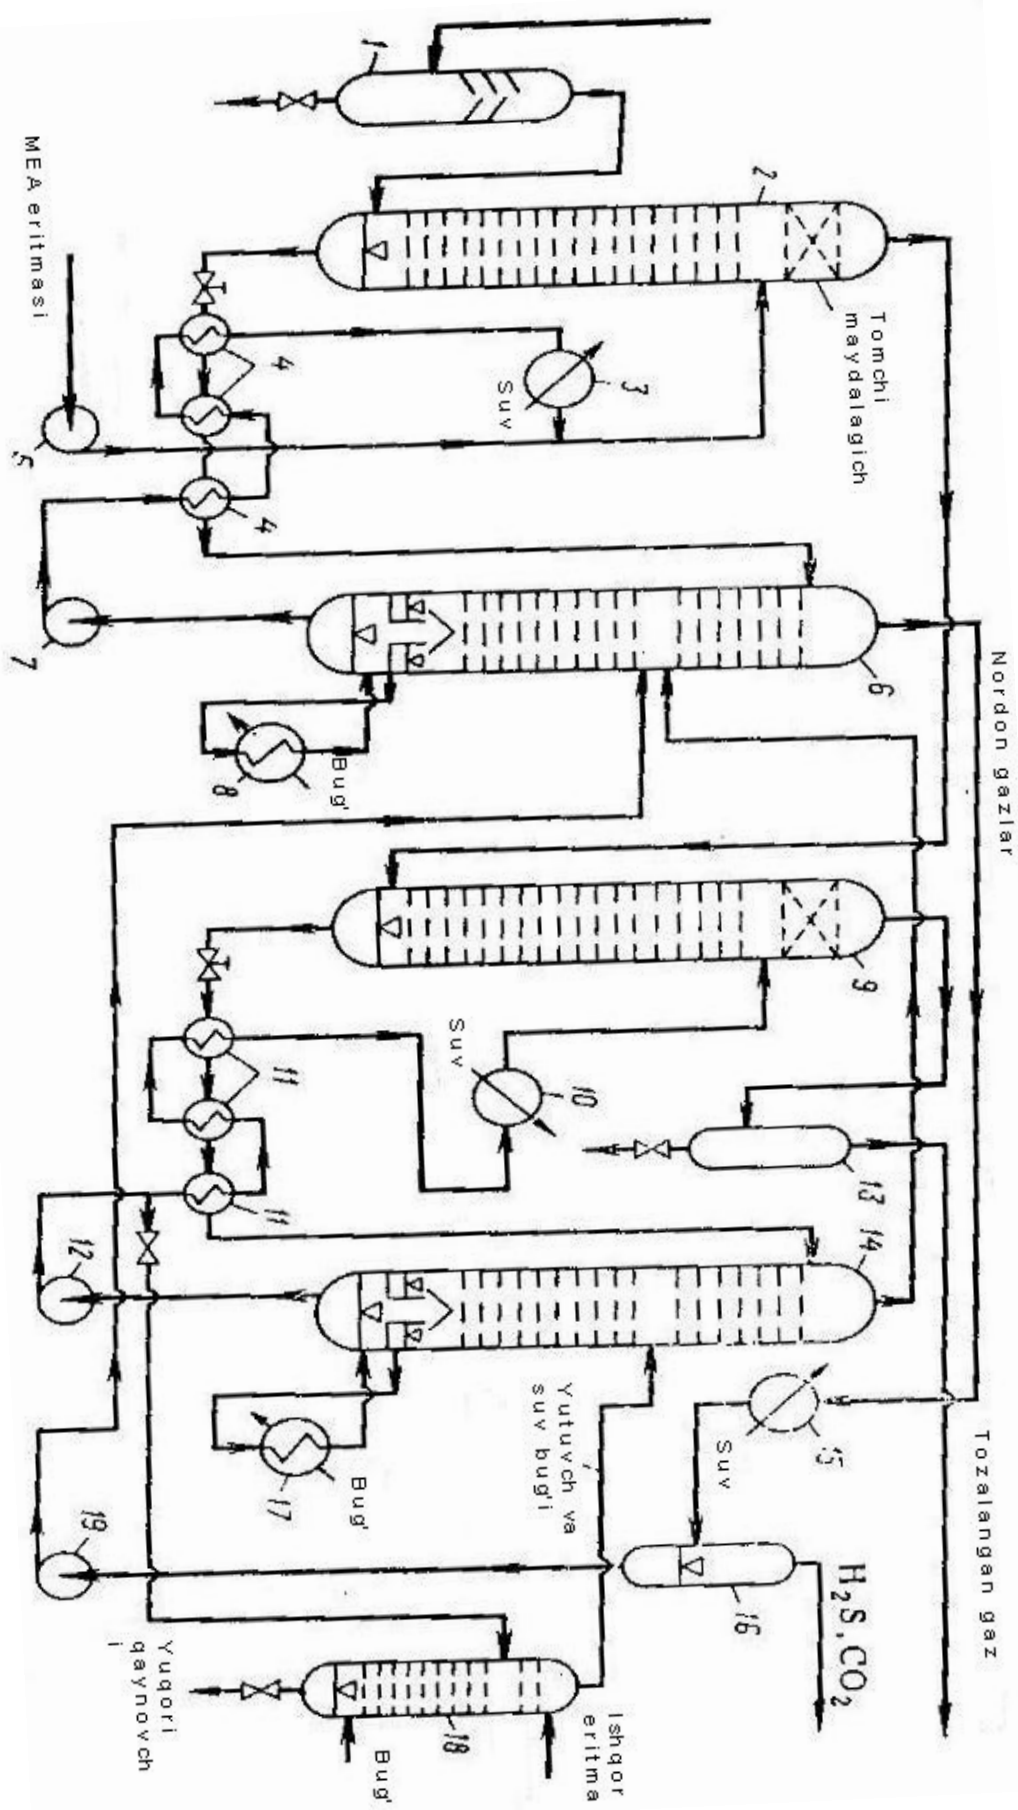 1
2
Tomchi
maydalagich
MEA eritmasi
4
3
Suv
5
4
7
6
Nordon gazlar
8
Bug'
9
Suv
10
11
11
13
12
14
Yutuvch va
suv bug'i
15
Suv
17
Bug'
Tozalangan gaz
19
16
H₂S, CO₂
Yuqori
qaynovch
i
18
Bug'
Ishqor
eritma